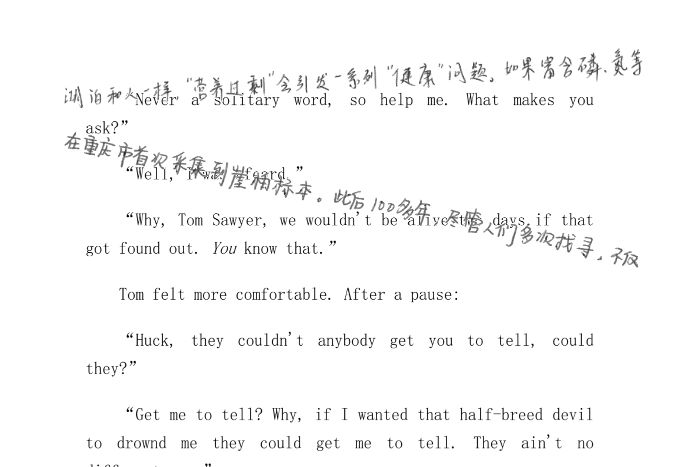 湖泊和人一样，“营养过剩”会引发一系列“健康”问题。如果富含磷、氮等
“Never a solitary word, so help me. What makes you
ask?”
在重庆市首次采集到崖柏标本。此后100多年，尽管人们多次找寻，不仅
“Well, I was afeard.”
“Why, Tom Sawyer, we wouldn't be alive two days if that
got found out. You know that.”
Tom felt more comfortable. After a pause:
“Huck, they couldn't anybody get you to tell, could
they?”
“Get me to tell? Why, if I wanted that half-breed devil
to drownd me they could get me to tell. They ain't no